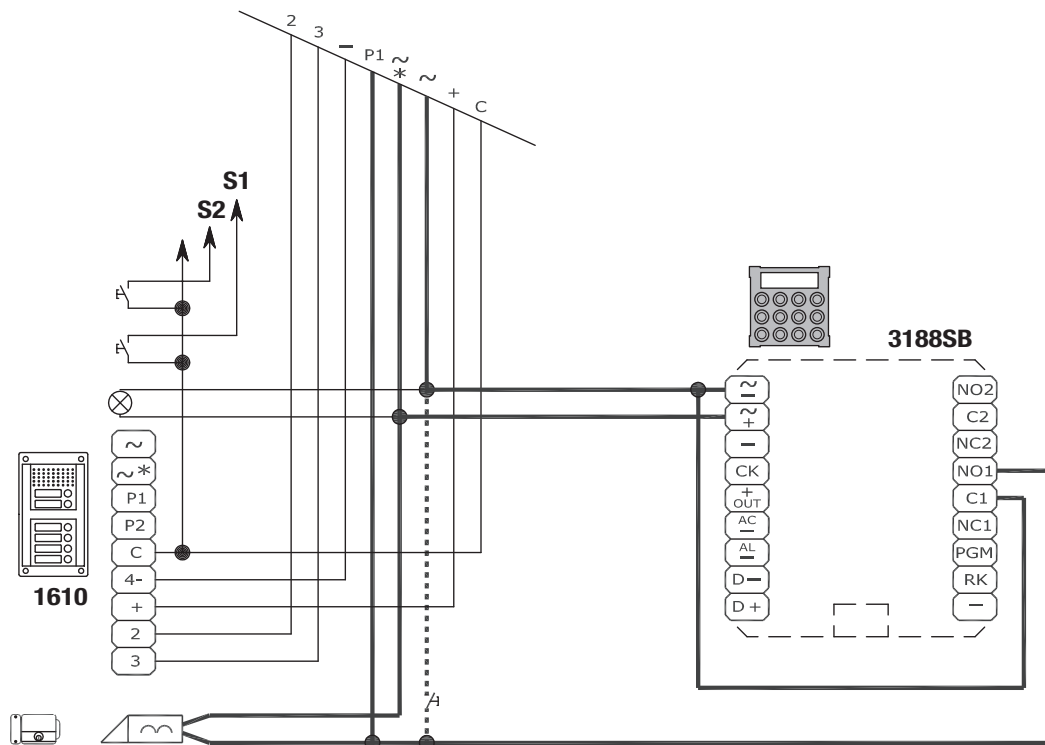 2
3
–
P1
~
*
~
+
C
S1
S2
3188SB
~
–
~
+
–
CK
+
OUT
AC
–
AL
–
D–
D+
NO2
C2
NC2
NO1
C1
NC1
PGM
RK
–
~
~*
P1
P2
C
4-
+
2
3
1610